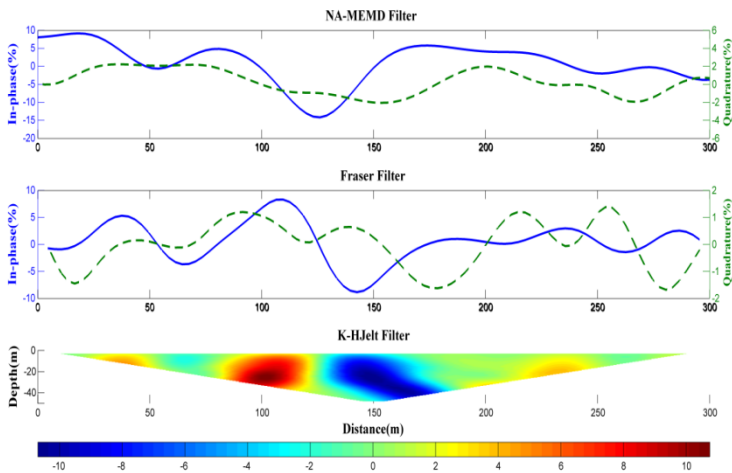 NA-MEMD Filter
In-phase(%)
10
5
0
-5
-10
-15
-20
Quadrature(%)
6
4
2
0
-2
-4
-6
0 50 100 150 200 250 300
Fraser Filter
In-phase(%)
10
5
0
-5
-10
Quadrature(%)
2
1
0
-1
-2
0 50 100 150 200 250 300
K-HJelt Filter
Depth(m)
0
-20
-40
0 50 100 150 200 250 300
Distance(m)
-10 -8 -6 -4 -2 0 2 4 6 8 10